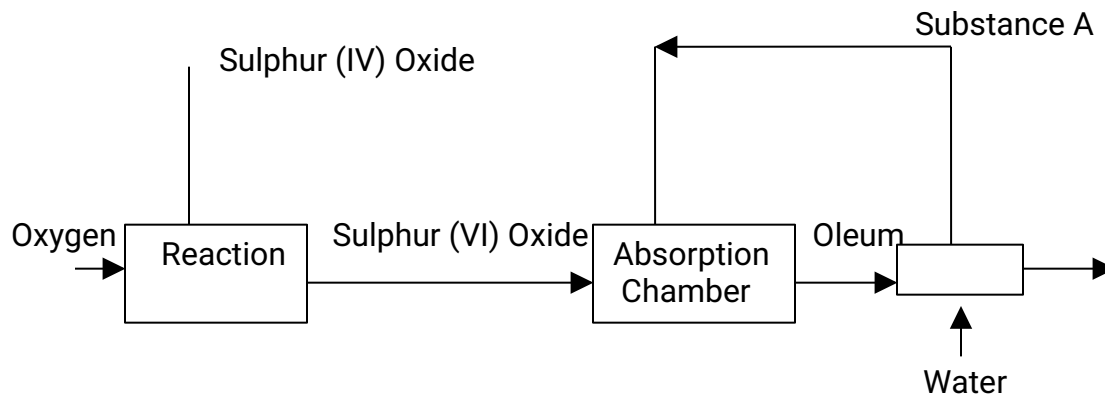 Substance A
Sulphur (IV) Oxide
Oxygen
Reaction
Sulphur (VI) Oxide
Absorption
Chamber
Oleum
Water